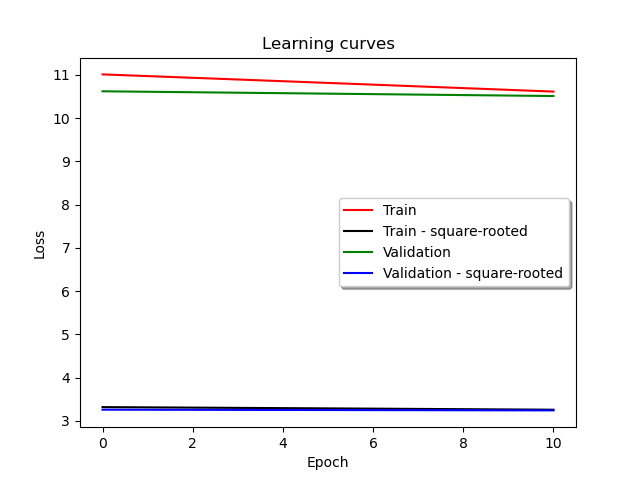 Learning curves
11
10
9
8
7
6
5
4
3
Loss
Train
Train - square-rooted
Validation
Validation - square-rooted
0 2 4 6 8 10
Epoch